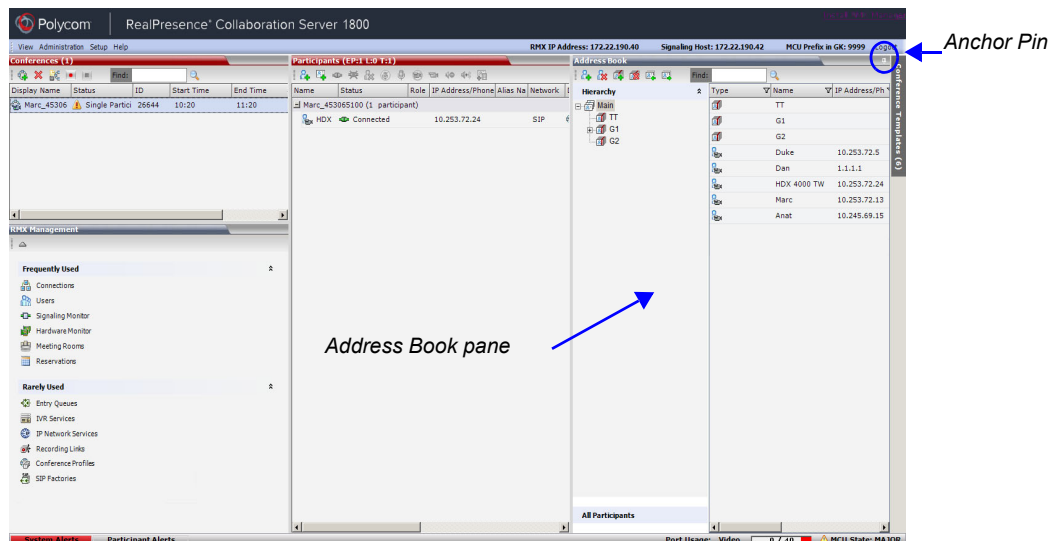 Polycom | RealPresence® Collaboration Server 1800
View Administration Setup Help RMX IP Address: 172.22.190.40 Signaling Host: 172.22.190.42 MCU Prefix in GK: 9999 Logout
Anchor Pin
Conferences (1)
Find:
Display Name Status ID Start Time End Time
Marc_45306 Single Partici 26644 10:20 11:20
Participants (EP:1 L:0 T:1)
Name Status Role IP Address/Phone Alias Na Network
Marc_453065100 (1 participant)
HDX Connected 10.253.72.24 SIP
Address Book
Find:
Hierarchy
Main
TT
G1
G2
All Participants
Type Name IP Address/Ph
TT
G1
G2
Duke 10.253.72.5
Dan 1.1.1.1
HDX 4000 TW 10.253.72.24
Marc 10.253.72.13
Anat 10.245.69.15
Conference Templates (6)
Address Book pane
RMX Management
Frequently Used
Connections
Users
Signaling Monitor
Hardware Monitor
Meeting Rooms
Reservations
Rarely Used
Entry Queues
IVR Services
IP Network Services
Recording Links
Conference Profiles
SIP Factories
System Alerts Participant Alerts Port Usage: Video 0 / 40 MCU State: MAJOR